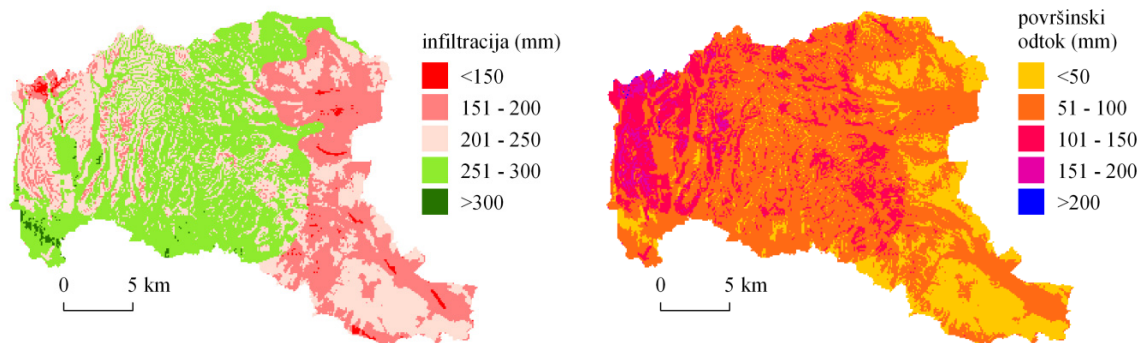 infiltracija (mm)
<150
151 - 200
201 - 250
251 - 300
>300
0 5 km
površinski
odtok (mm)
<50
51 - 100
101 - 150
151 - 200
>200
0 5 km